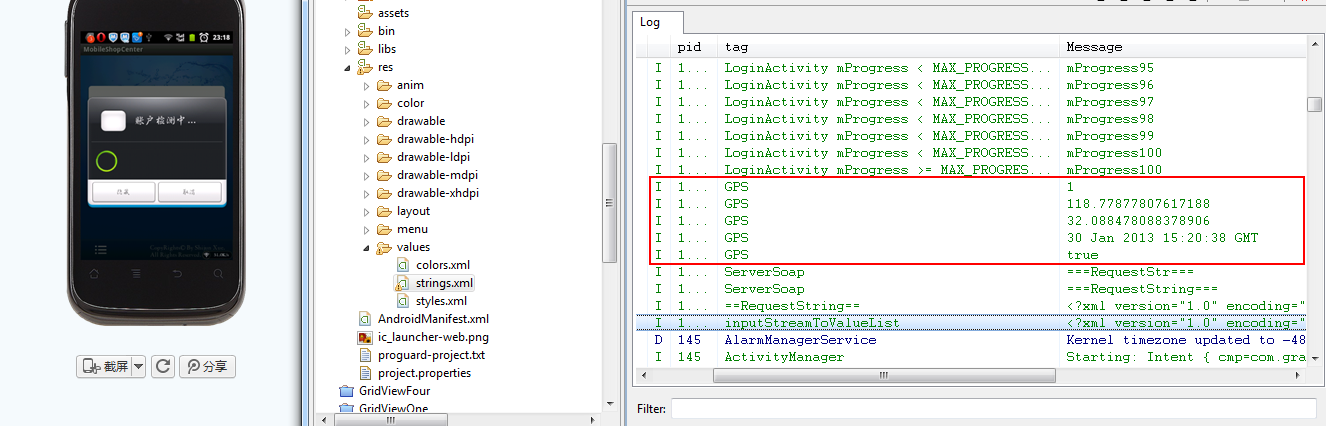 23:18
MobileShopCenter
账户检测中...
隐藏
取消
截屏
分享
assets
bin
libs
res
anim
color
drawable
drawable-hdpi
drawable-ldpi
drawable-mdpi
drawable-xhdpi
layout
menu
values
colors.xml
strings.xml
styles.xml
AndroidManifest.xml
ic_launcher-web.png
proguard-project.txt
project.properties
GridViewFour
GridViewOne
Log
pid tag Message
I 1... LoginActivity mProgress < MAX_PROGRESS... mProgress95
I 1... LoginActivity mProgress < MAX_PROGRESS... mProgress96
I 1... LoginActivity mProgress < MAX_PROGRESS... mProgress97
I 1... LoginActivity mProgress < MAX_PROGRESS... mProgress98
I 1... LoginActivity mProgress < MAX_PROGRESS... mProgress99
I 1... LoginActivity mProgress < MAX_PROGRESS... mProgress100
I 1... LoginActivity mProgress >= MAX_PROGRES... mProgress100
I 1... GPS 1
I 1... GPS 118.77877807617188
I 1... GPS 32.088478088378906
I 1... GPS 30 Jan 2013 15:20:38 GMT
I 1... GPS true
I 1... ServerSoap ===RequestStr===
I 1... ServerSoap ===RequestString===
I 1... ==RequestString== <?xml version="1.0" encoding="
I 1... inputStreamToValueList <?xml version="1.0" encoding="
D 145 AlarmManagerService Kernel timezone updated to -48
I 145 ActivityManager Starting: Intent { cmp=com.gra
Filter: